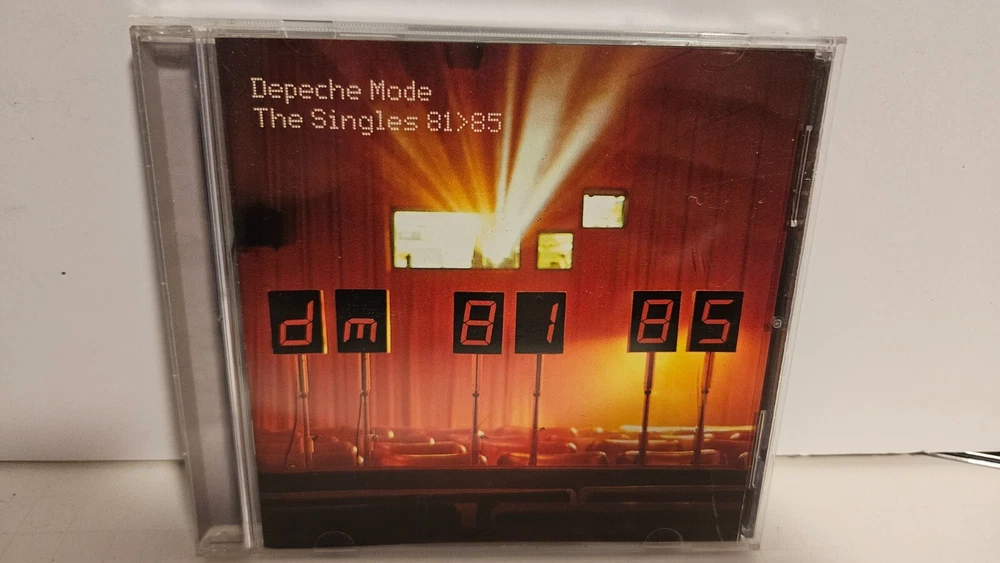 Depeche Mode
The Singles 81>85
dm 81 85